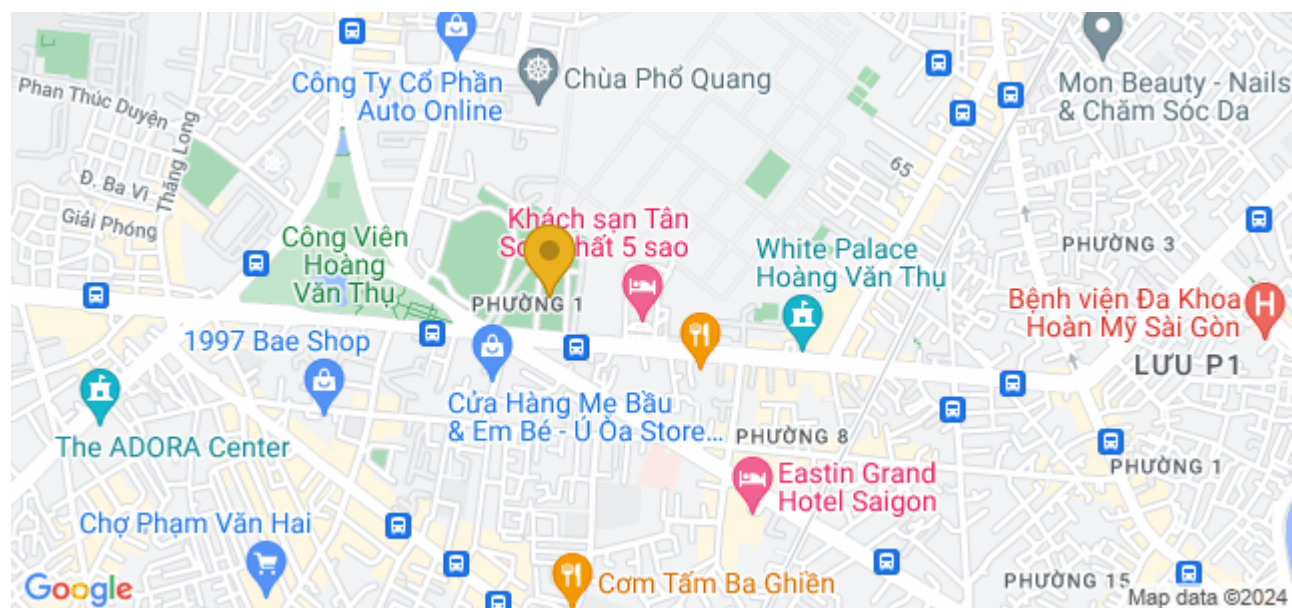 Công Ty Cổ Phần
Auto Online
Chùa Phổ Quang
Mon Beauty - Nails
& Chăm Sóc Da
Phan Thúc Duyện
Thăng Long
Đ. Ba Vì
Giải Phóng
65
Công Viên
Hoàng
Văn Thụ
Khách sạn Tân
Sơn Nhất 5 sao
White Palace
Hoàng Văn Thụ
PHƯỜNG 3
PHƯỜNG 1
Bệnh viện Đa Khoa
Hoàn Mỹ Sài Gòn
1997 Bae Shop
LƯU P1
Cửa Hàng Mẹ Bầu
& Em Bé - Ú Òa Store...
PHƯỜNG 8
The ADORA Center
PHƯỜNG 1
Eastin Grand
Hotel Saigon
Chợ Phạm Văn Hai
Cơm Tấm Ba Ghiền
PHƯỜNG 15
Google
Map data ©2024